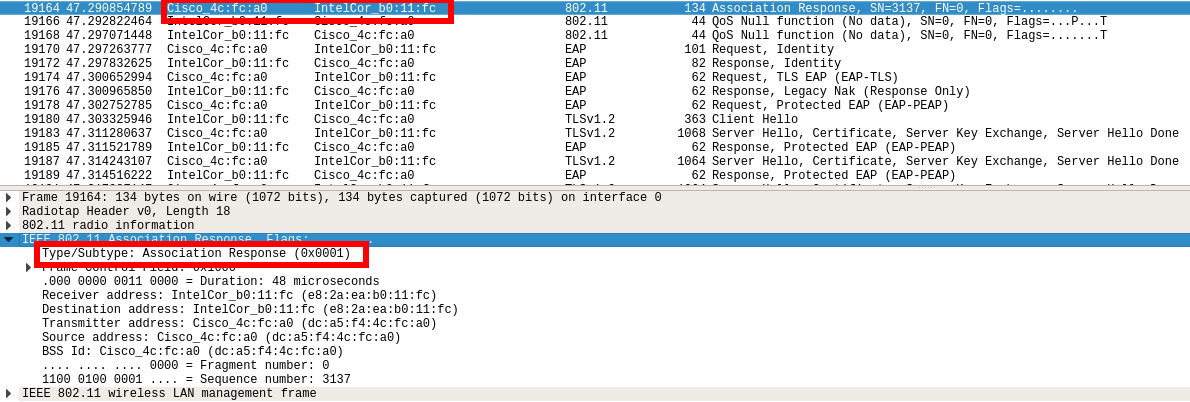 19164 47.290854789 Cisco_4c:fc:a0 IntelCor_b0:11:fc 802.11 134 Association Response, SN=3137, FN=0, Flags=........
19166 47.292822464 IntelCor_b0:11:fc Cisco_4c:fc:a0 802.11 44 QoS Null function (No data), SN=0, FN=0, Flags=...P...T
19168 47.297071448 IntelCor_b0:11:fc Cisco_4c:fc:a0 802.11 44 QoS Null function (No data), SN=0, FN=0, Flags=.......T
19170 47.297263777 Cisco_4c:fc:a0 IntelCor_b0:11:fc EAP 101 Request, Identity
19172 47.297832625 IntelCor_b0:11:fc Cisco_4c:fc:a0 EAP 82 Response, Identity
19174 47.300652994 Cisco_4c:fc:a0 IntelCor_b0:11:fc EAP 62 Request, TLS EAP (EAP-TLS)
19176 47.300965850 IntelCor_b0:11:fc Cisco_4c:fc:a0 EAP 62 Response, Legacy Nak (Response Only)
19178 47.302752785 Cisco_4c:fc:a0 IntelCor_b0:11:fc EAP 62 Request, Protected EAP (EAP-PEAP)
19180 47.303325946 IntelCor_b0:11:fc Cisco_4c:fc:a0 TLSv1.2 363 Client Hello
19183 47.311280637 Cisco_4c:fc:a0 IntelCor_b0:11:fc TLSv1.2 1068 Server Hello, Certificate, Server Key Exchange, Server Hello Done
19185 47.311521789 IntelCor_b0:11:fc Cisco_4c:fc:a0 EAP 62 Response, Protected EAP (EAP-PEAP)
19187 47.314243107 Cisco_4c:fc:a0 IntelCor_b0:11:fc TLSv1.2 1064 Server Hello, Certificate, Server Key Exchange, Server Hello Done
19189 47.314516222 IntelCor_b0:11:fc Cisco_4c:fc:a0 EAP 62 Response, Protected EAP (EAP-PEAP)
Frame 19164: 134 bytes on wire (1072 bits), 134 bytes captured (1072 bits) on interface 0
Radiotap Header v0, Length 18
802.11 radio information
IEEE 802.11 Association Response, Flags: ........
Type/Subtype: Association Response (0x0001)
Frame Control Field: 0x1000
.000 0000 0011 0000 = Duration: 48 microseconds
Receiver address: IntelCor_b0:11:fc (e8:2a:ea:b0:11:fc)
Destination address: IntelCor_b0:11:fc (e8:2a:ea:b0:11:fc)
Transmitter address: Cisco_4c:fc:a0 (dc:a5:f4:4c:fc:a0)
Source address: Cisco_4c:fc:a0 (dc:a5:f4:4c:fc:a0)
BSS Id: Cisco_4c:fc:a0 (dc:a5:f4:4c:fc:a0)
.... .... .... 0000 = Fragment number: 0
1100 0100 0001 .... = Sequence number: 3137
IEEE 802.11 wireless LAN management frame